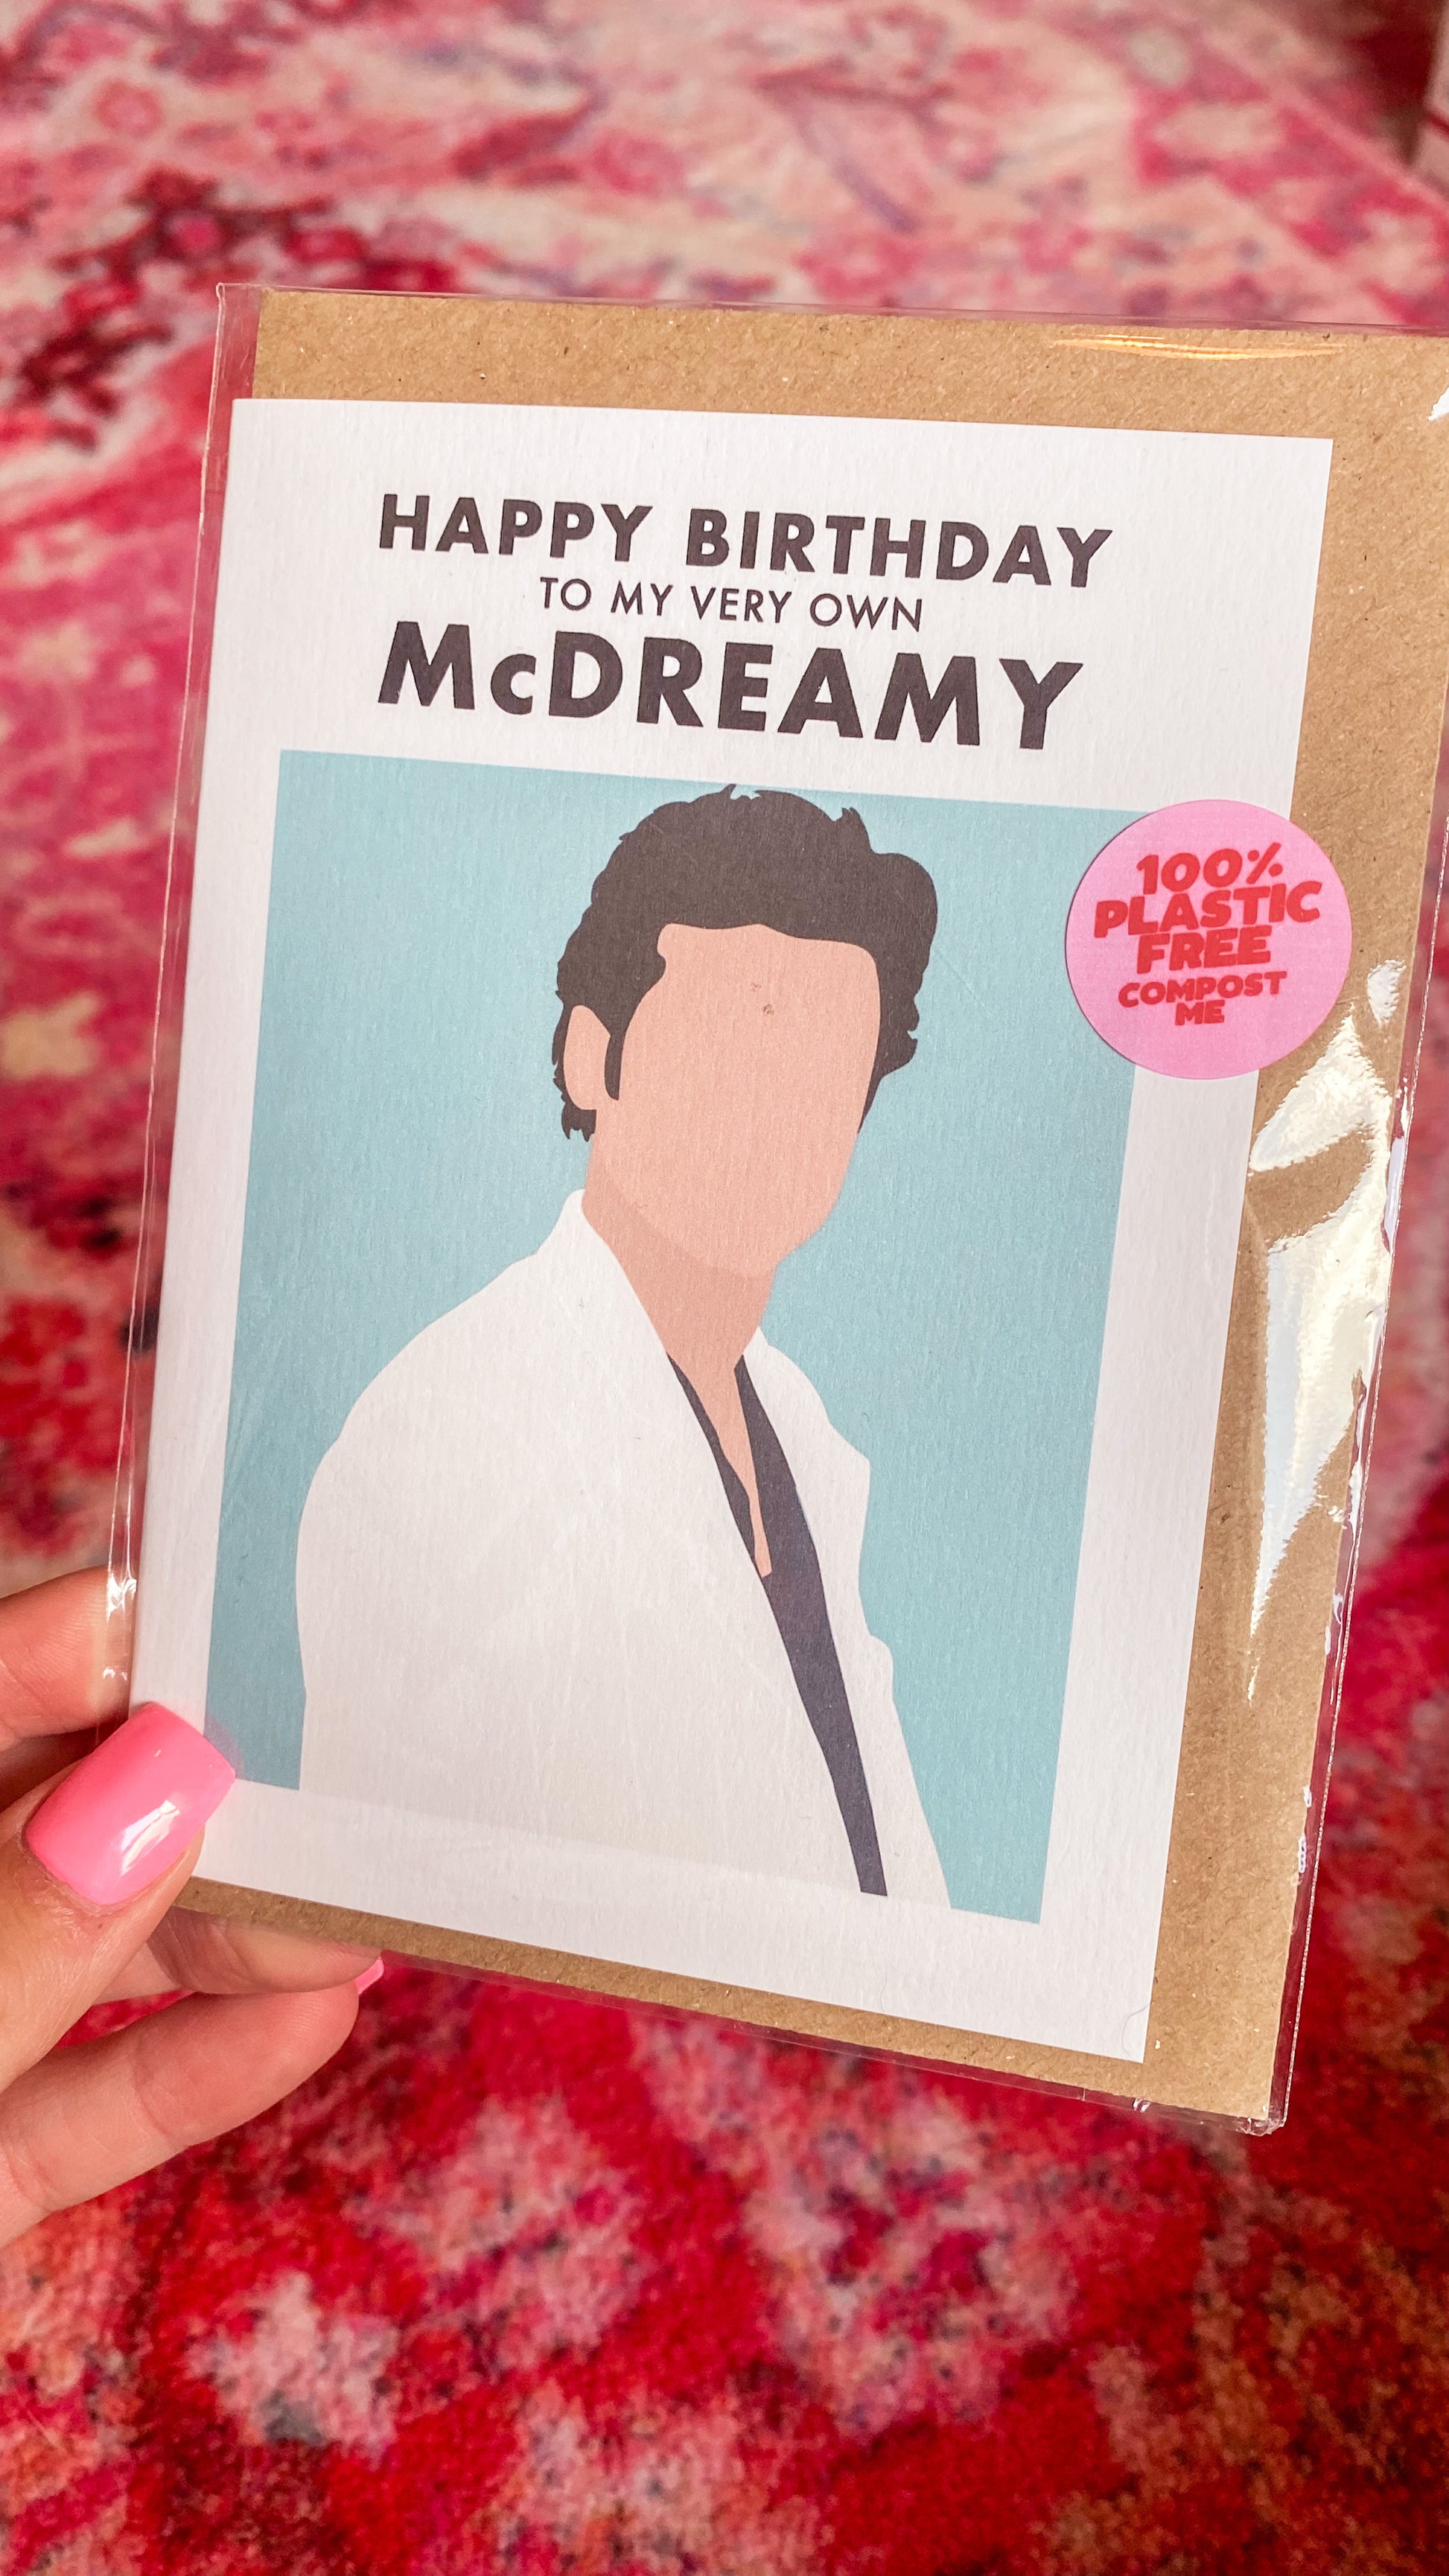 HAPPY BIRTHDAY
TO MY VERY OWN
McDREAMY
100%
PLASTIC
FREE
COMPOST
ME